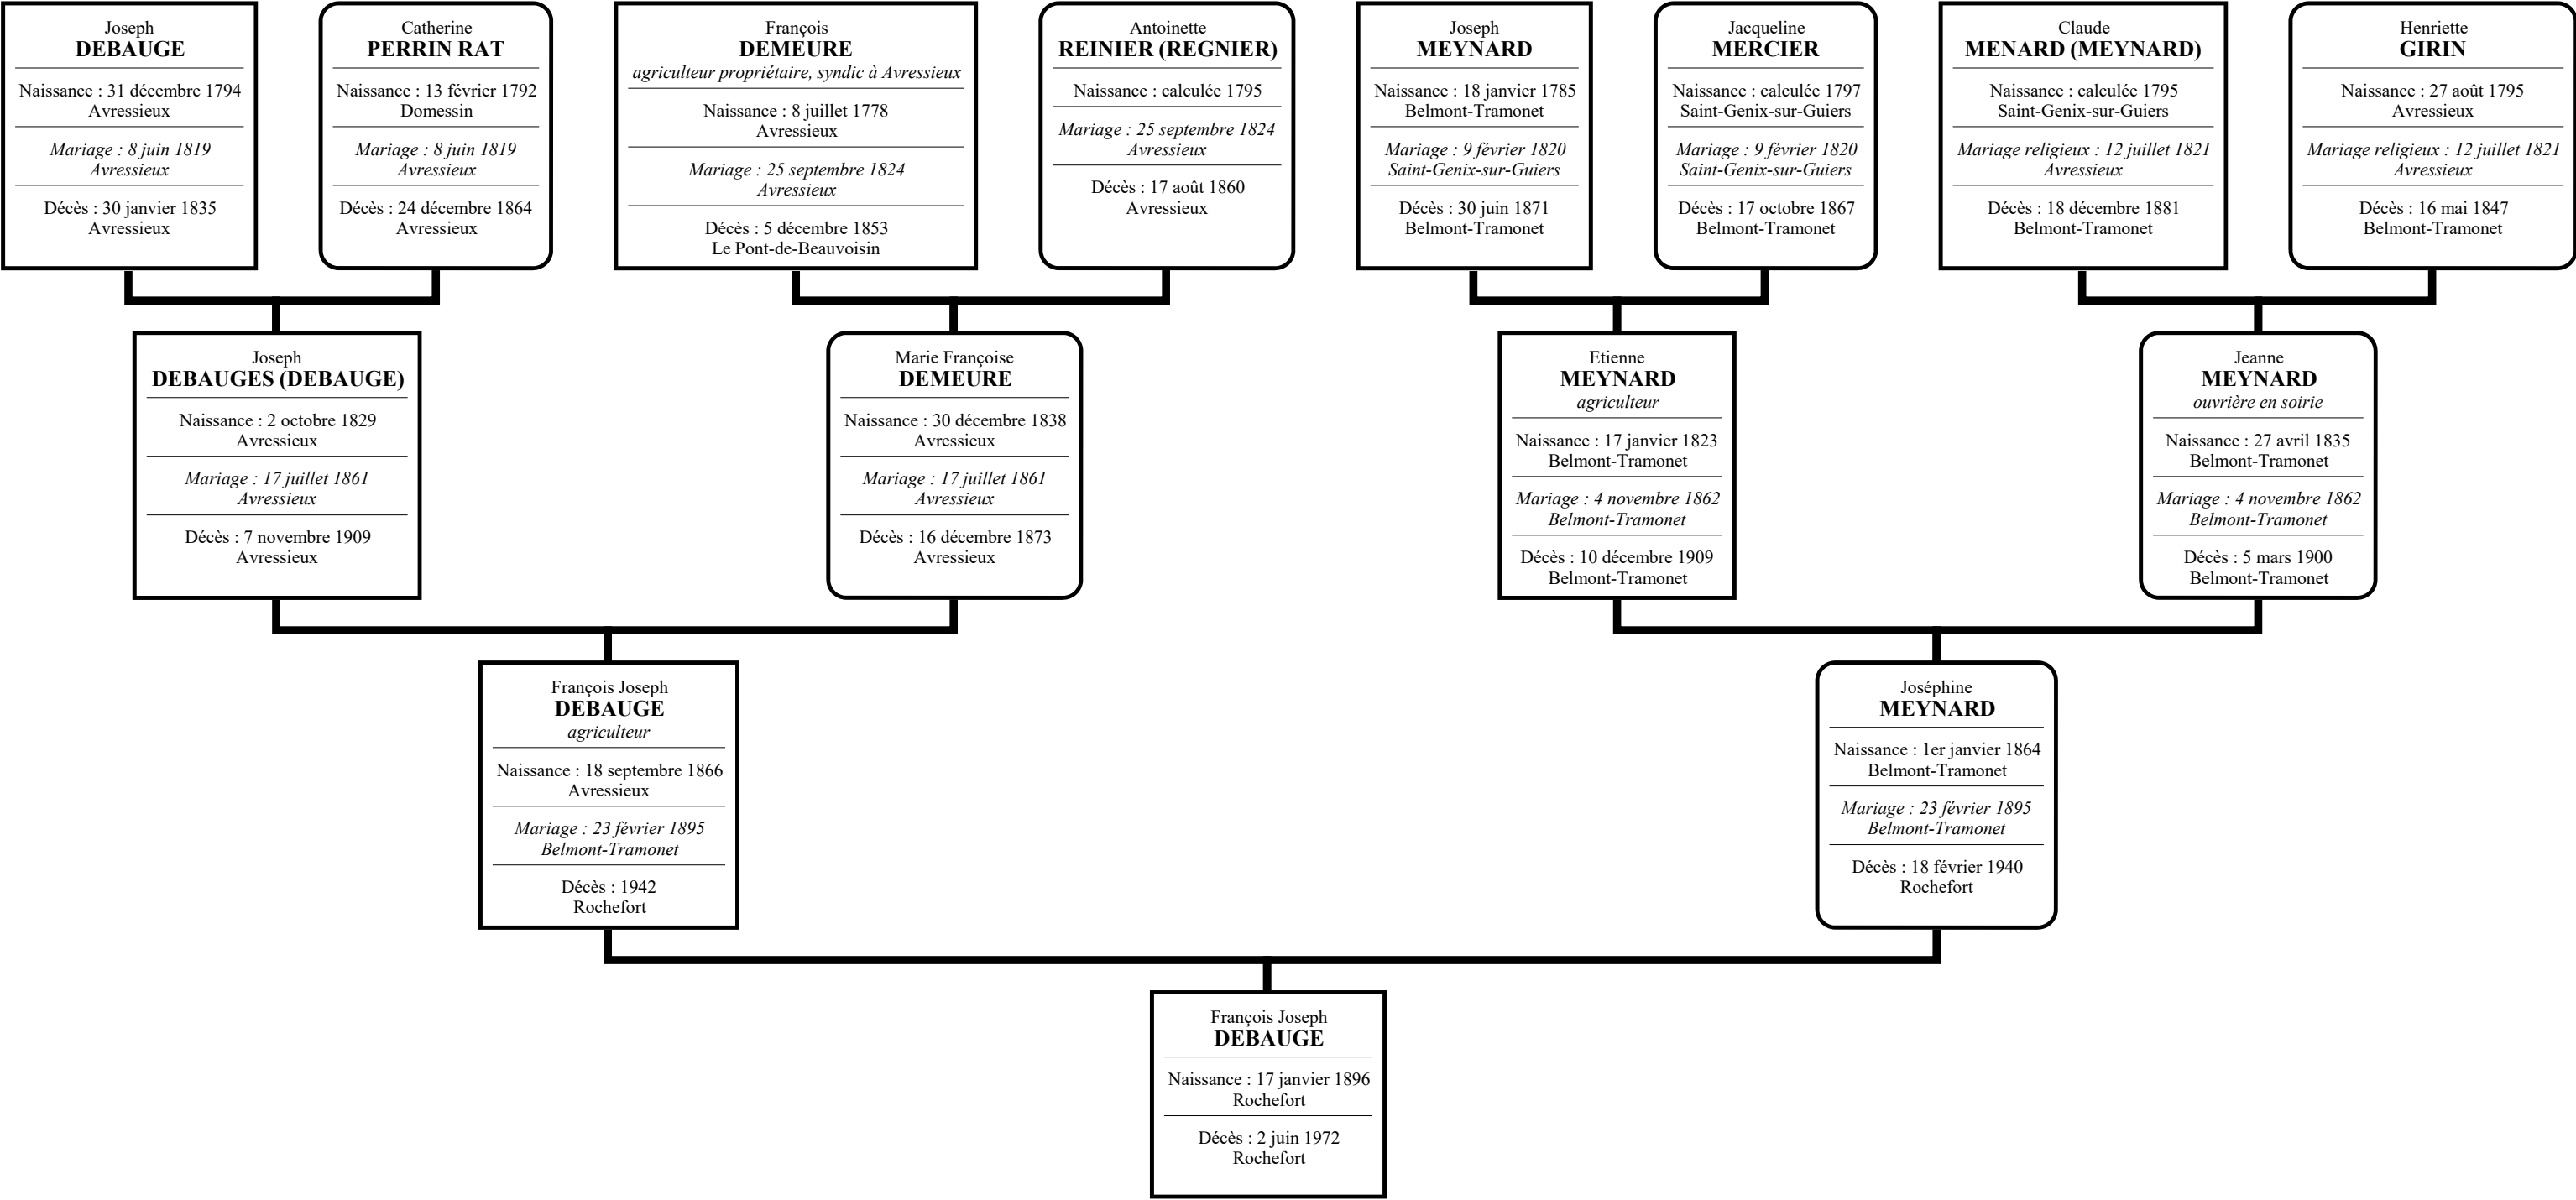 Joseph
DEBAUGE
Naissance : 31 décembre 1794
Avressieux
Mariage : 8 juin 1819
Avressieux
Décès : 30 janvier 1835
Avressieux
Catherine
PERRIN RAT
Naissance : 13 février 1792
Domessin
Mariage : 8 juin 1819
Avressieux
Décès : 24 décembre 1864
Avressieux
François
DEMEURE
agriculteur propriétaire, syndic à Avressieux
Naissance : 8 juillet 1778
Avressieux
Mariage : 25 septembre 1824
Avressieux
Décès : 5 décembre 1853
Le Pont-de-Beauvoisin
Antoinette
REINIER (REGNIER)
Naissance : calculée 1795
Mariage : 25 septembre 1824
Avressieux
Décès : 17 août 1860
Avressieux
Joseph
MEYNARD
Naissance : 18 janvier 1785
Belmont-Tramonet
Mariage : 9 février 1820
Saint-Genix-sur-Guiers
Décès : 30 juin 1871
Belmont-Tramonet
Jacqueline
MERCIER
Naissance : calculée 1797
Saint-Genix-sur-Guiers
Mariage : 9 février 1820
Saint-Genix-sur-Guiers
Décès : 17 octobre 1867
Belmont-Tramonet
Claude
MENARD (MEYNARD)
Naissance : calculée 1795
Saint-Genix-sur-Guiers
Mariage religieux : 12 juillet 1821
Avressieux
Décès : 18 décembre 1881
Belmont-Tramonet
Henriette
GIRIN
Naissance : 27 août 1795
Avressieux
Mariage religieux : 12 juillet 1821
Avressieux
Décès : 16 mai 1847
Belmont-Tramonet
Joseph
DEBAUGES (DEBAUGE)
Naissance : 2 octobre 1829
Avressieux
Mariage : 17 juillet 1861
Avressieux
Décès : 7 novembre 1909
Avressieux
Marie Françoise
DEMEURE
Naissance : 30 décembre 1838
Avressieux
Mariage : 17 juillet 1861
Avressieux
Décès : 16 décembre 1873
Avressieux
Etienne
MEYNARD
agriculteur
Naissance : 17 janvier 1823
Belmont-Tramonet
Mariage : 4 novembre 1862
Belmont-Tramonet
Décès : 10 décembre 1909
Belmont-Tramonet
Jeanne
MEYNARD
ouvrière en soirie
Naissance : 27 avril 1835
Belmont-Tramonet
Mariage : 4 novembre 1862
Belmont-Tramonet
Décès : 5 mars 1900
Belmont-Tramonet
François Joseph
DEBAUGE
agriculteur
Naissance : 18 septembre 1866
Avressieux
Mariage : 23 février 1895
Belmont-Tramonet
Décès : 1942
Rochefort
Joséphine
MEYNARD
Naissance : 1er janvier 1864
Belmont-Tramonet
Mariage : 23 février 1895
Belmont-Tramonet
Décès : 18 février 1940
Rochefort
François Joseph
DEBAUGE
Naissance : 17 janvier 1896
Rochefort
Décès : 2 juin 1972
Rochefort